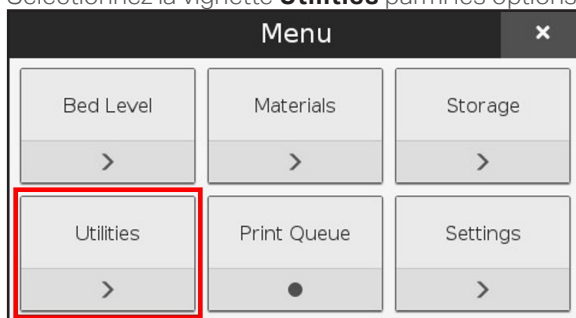 Sélectionnez la vignette Utilities parmi les options
Menu ×
Bed Level Materials Storage
> > >
Utilities Print Queue Settings
> ● >